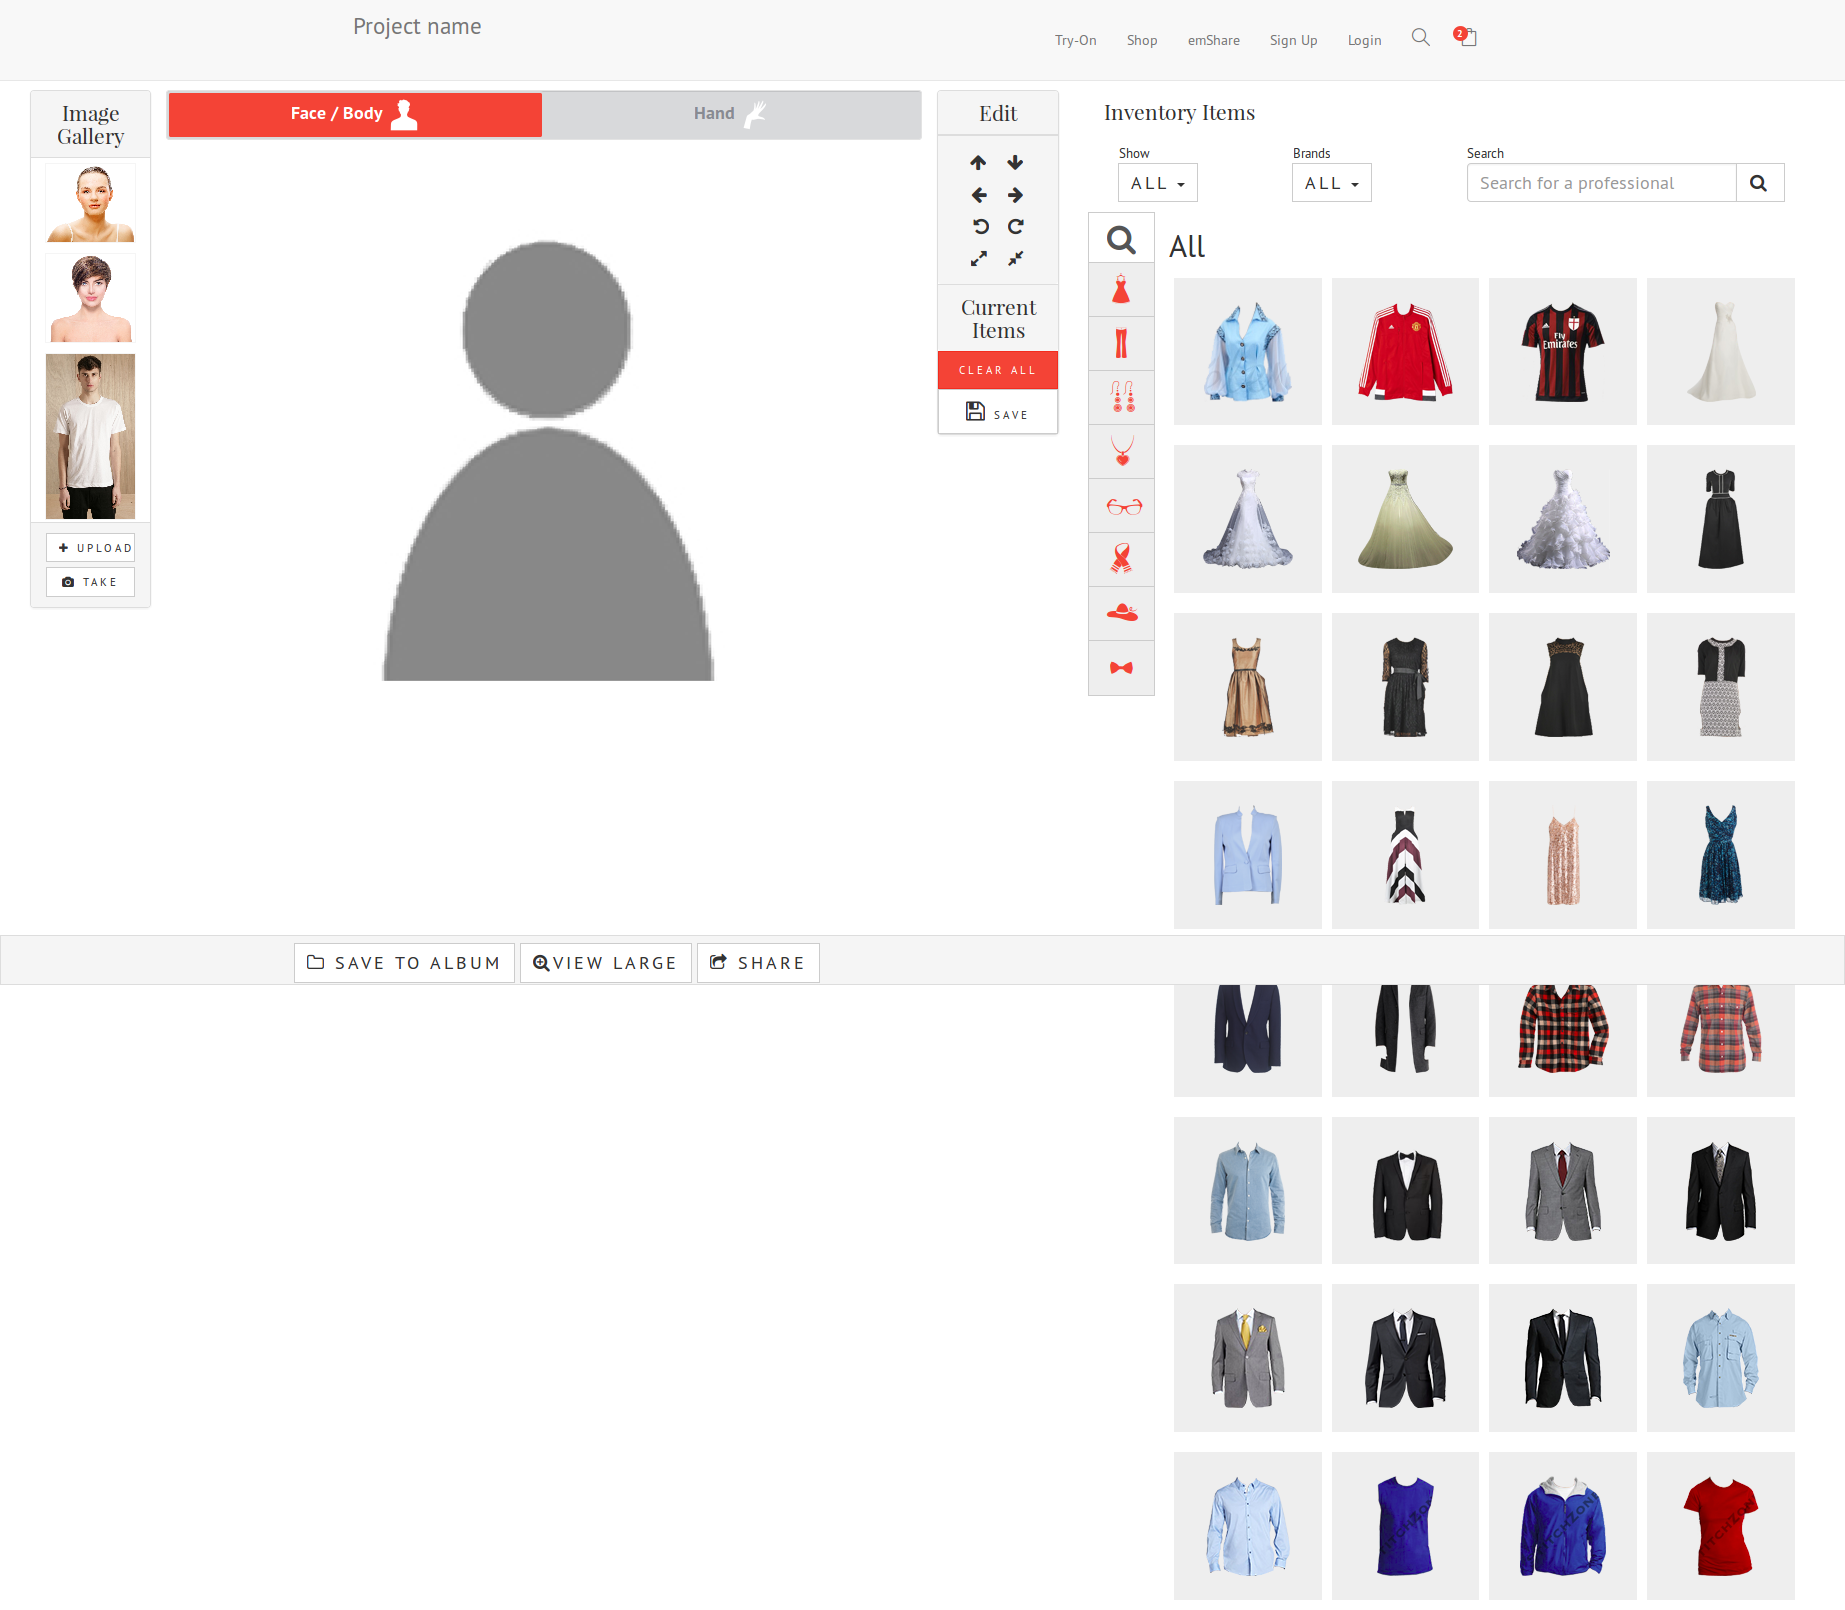 Project name
Try-On
Shop
emShare
Sign Up
Login
2
Image
Gallery
UPLOAD
TAKE
Face / Body
Hand
Edit
Current
Items
CLEAR ALL
SAVE
Inventory Items
Show
ALL
Brands
ALL
Search
Search for a professional
All
Fly
Emirates
SAVE TO ALBUM
VIEW LARGE
SHARE